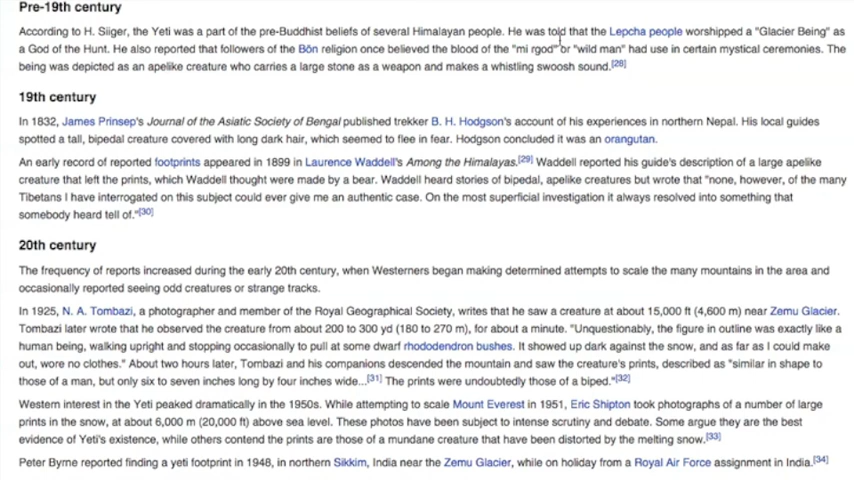 Pre-19th century
According to H. Siiger, the Yeti was a part of the pre-Buddhist beliefs of several Himalayan people. He was told that the Lepcha people worshipped a "Glacier Being" as
a God of the Hunt. He also reported that followers of the Bön religion once believed the blood of the "mi rgod" or "wild man" had use in certain mystical ceremonies. The
being was depicted as an apelike creature who carries a large stone as a weapon and makes a whistling swoosh sound.[28]
19th century
In 1832, James Prinsep's Journal of the Asiatic Society of Bengal published trekker B. H. Hodgson's account of his experiences in northern Nepal. His local guides
spotted a tall, bipedal creature covered with long dark hair, which seemed to flee in fear. Hodgson concluded it was an orangutan.
An early record of reported footprints appeared in 1899 in Laurence Waddell's Among the Himalayas.[29] Waddell reported his guide's description of a large apelike
creature that left the prints, which Waddell thought were made by a bear. Waddell heard stories of bipedal, apelike creatures but wrote that "none, however, of the many
Tibetans I have interrogated on this subject could ever give me an authentic case. On the most superficial investigation it always resolved into something that
somebody heard tell of."[30]
20th century
The frequency of reports increased during the early 20th century, when Westerners began making determined attempts to scale the many mountains in the area and
occasionally reported seeing odd creatures or strange tracks.
In 1925, N. A. Tombazi, a photographer and member of the Royal Geographical Society, writes that he saw a creature at about 15,000 ft (4,600 m) near Zemu Glacier.
Tombazi later wrote that he observed the creature from about 200 to 300 yd (180 to 270 m), for about a minute. "Unquestionably, the figure in outline was exactly like a
human being, walking upright and stopping occasionally to pull at some dwarf rhododendron bushes. It showed up dark against the snow, and as far as I could make
out, wore no clothes." About two hours later, Tombazi and his companions descended the mountain and saw the creature's prints, described as "similar in shape to
those of a man, but only six to seven inches long by four inches wide...[31] The prints were undoubtedly those of a biped."[32]
Western interest in the Yeti peaked dramatically in the 1950s. While attempting to scale Mount Everest in 1951, Eric Shipton took photographs of a number of large
prints in the snow, at about 6,000 m (20,000 ft) above sea level. These photos have been subject to intense scrutiny and debate. Some argue they are the best
evidence of Yeti's existence, while others contend the prints are those of a mundane creature that have been distorted by the melting snow.[33]
Peter Byrne reported finding a yeti footprint in 1948, in northern Sikkim, India near the Zemu Glacier, while on holiday from a Royal Air Force assignment in India.[34]